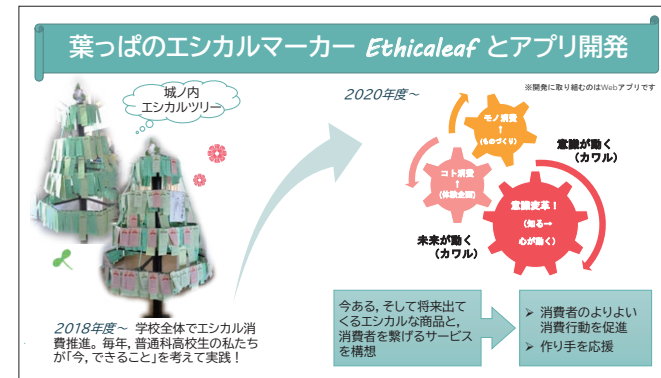 葉っぱのエシカルマーカー Ethicaleaf とアプリ開発
城ノ内
エシカルツリー
2020年度～
※開発に取り組むのはWebアプリです
モノ消費
↑
(ものづくり)
意識が動く
(カワル)
コト消費
↑
(体験企画)
意識変革！
(知る→
心が動く)
未来が動く
(カワル)
2018年度～ 学校全体でエシカル消
費推進。毎年，普通科高校生の私たち
が「今，できること」を考えて実践！
今ある，そして将来出て
くるエシカルな商品と，
消費者を繋げるサービス
を構想
➢ 消費者のよりよい
消費行動を促進
➢ 作り手を応援